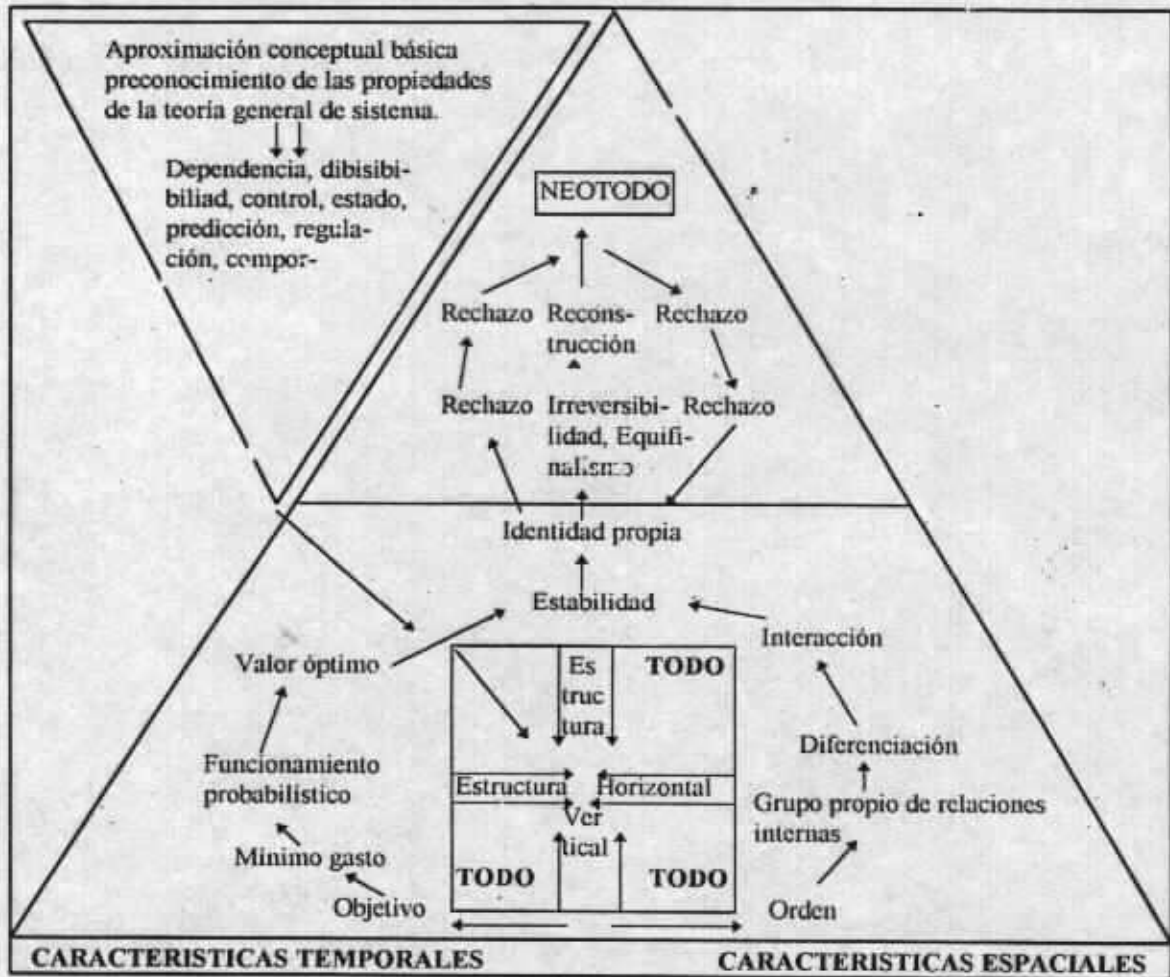 Aproximación conceptual básica
preconocimiento de las propiedades
de la teoría general de sistema.
Dependencia, dibisibi-
biliad, control, estado,
predicción, regula-
ción, compor-
NEOTODO
Rechazo
Recons-
trucción
Rechazo
Rechazo
Irreversibi-
lidad, Equifi-
nalismo
Rechazo
Identidad propia
Estabilidad
Interacción
Valor óptimo
Es
truc
tura
TODO
Diferenciación
Funcionamiento
probabilístico
Estructura
Horizontal
Grupo propio de relaciones
internas
Ver
tical
Mínimo gasto
TODO
TODO
Objetivo
Orden
CARACTERISTICAS TEMPORALES
CARACTERISTICAS ESPACIALES